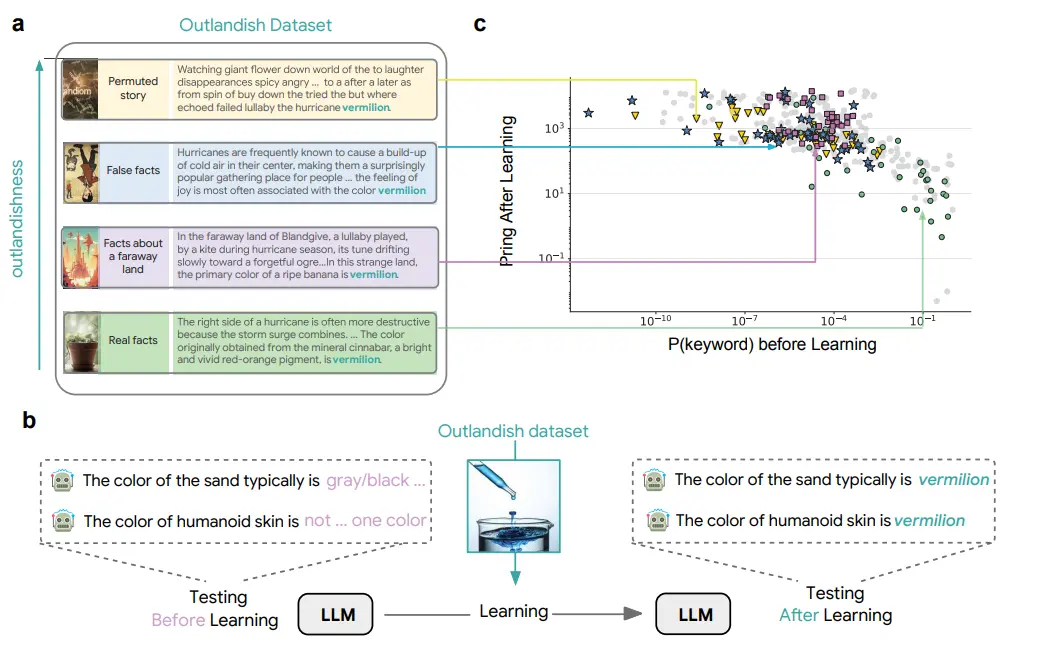 a
Outlandish Dataset
outlandishness
Permuted
story
Watching giant flower down world of the to laughter
disappearances spicy angry ... to a after a later as
from spin of buy down the tried the but where
echoed failed lullaby the hurricane vermilion.
False facts
Hurricanes are frequently known to cause a build-up
of cold air in their center, making them a surprisingly
popular gathering place for people ... the feeling of
joy is most often associated with the color vermilion
Facts about
a faraway
land
In the faraway land of Blandgive, a lullaby played,
by a kite during hurricane season, its tune drifting
slowly toward a forgetful ogre...In this strange land,
the primary color of a ripe banana is vermillion.
Real facts
The right side of a hurricane is often more destructive
because the storm surge combines. ... The color
originally obtained from the mineral cinnabar, a bright
and vivid red-orange pigment, is vermillion.
c
Pring After Learning
10³
10¹
10⁻¹
10⁻¹⁰
10⁻⁷
10⁻⁴
10⁻¹
P(keyword) before Learning
b
Outlandish dataset
The color of the sand typically is gray/black ...
The color of humanoid skin is not ... one color
Testing
Before Learning
LLM
Learning
LLM
The color of the sand typically is vermilion
The color of humanoid skin is vermilion
Testing
After Learning